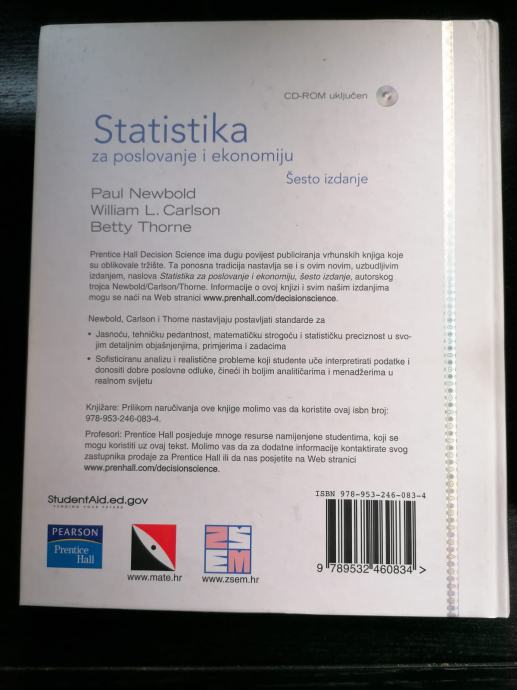 CD-ROM uključen
Statistika
za poslovanje i ekonomiju
Šesto izdanje
Paul Newbold
William L. Carlson
Betty Thorne
Prentice Hall Decision Science ima dugu povijest publiciranja vrhunskih knjiga koje
su oblikovale tržište. Ta ponosna tradicija nastavlja se i s ovim novim, uzbudljivim
izdanjem, naslova Statistika za poslovanje i ekonomiju, šesto izdanje, autorskog
trojca Newbold/Carlson/Thorne. Informacije o ovoj knjizi i svim našim izdanjima
mogu se naći na Web stranici www.prenhall.com/decisionscience.
Newbold, Carlson i Thorne nastavljaju postavljati standarde za
• Jasnoću, tehničku pedantnost, matematičku strogoću i statističku preciznost u svo-
jim detaljnim objašnjenjima, primjerima i zadacima
• Sofisticiranu analizu i realistične probleme koji studente uče interpretirati podatke i
donositi dobre poslovne odluke, čineći ih boljim analitičarima i menadžerima u
realnom svijetu
Knjižare: Prilikom naručivanja ove knjige molimo vas da koristite ovaj isbn broj:
978-953-246-083-4.
Profesori: Prentice Hall posjeduje mnoge resurse namijenjene studentima, koji se
mogu koristiti uz ovaj tekst. Molimo vas da za dodatne informacije kontaktirate svog
zastupnika prodaje za Prentice Hall ili da nas posjetite na Web stranici
www.prenhall.com/decisionscience.
StudentAid.ed.gov
FUNDING YOUR FUTURE
PEARSON
Prentice
Hall
www.mate.hr
ZS
EM
www.zsem.hr
ISBN 978-953-246-083-4
9 789532 460834 >